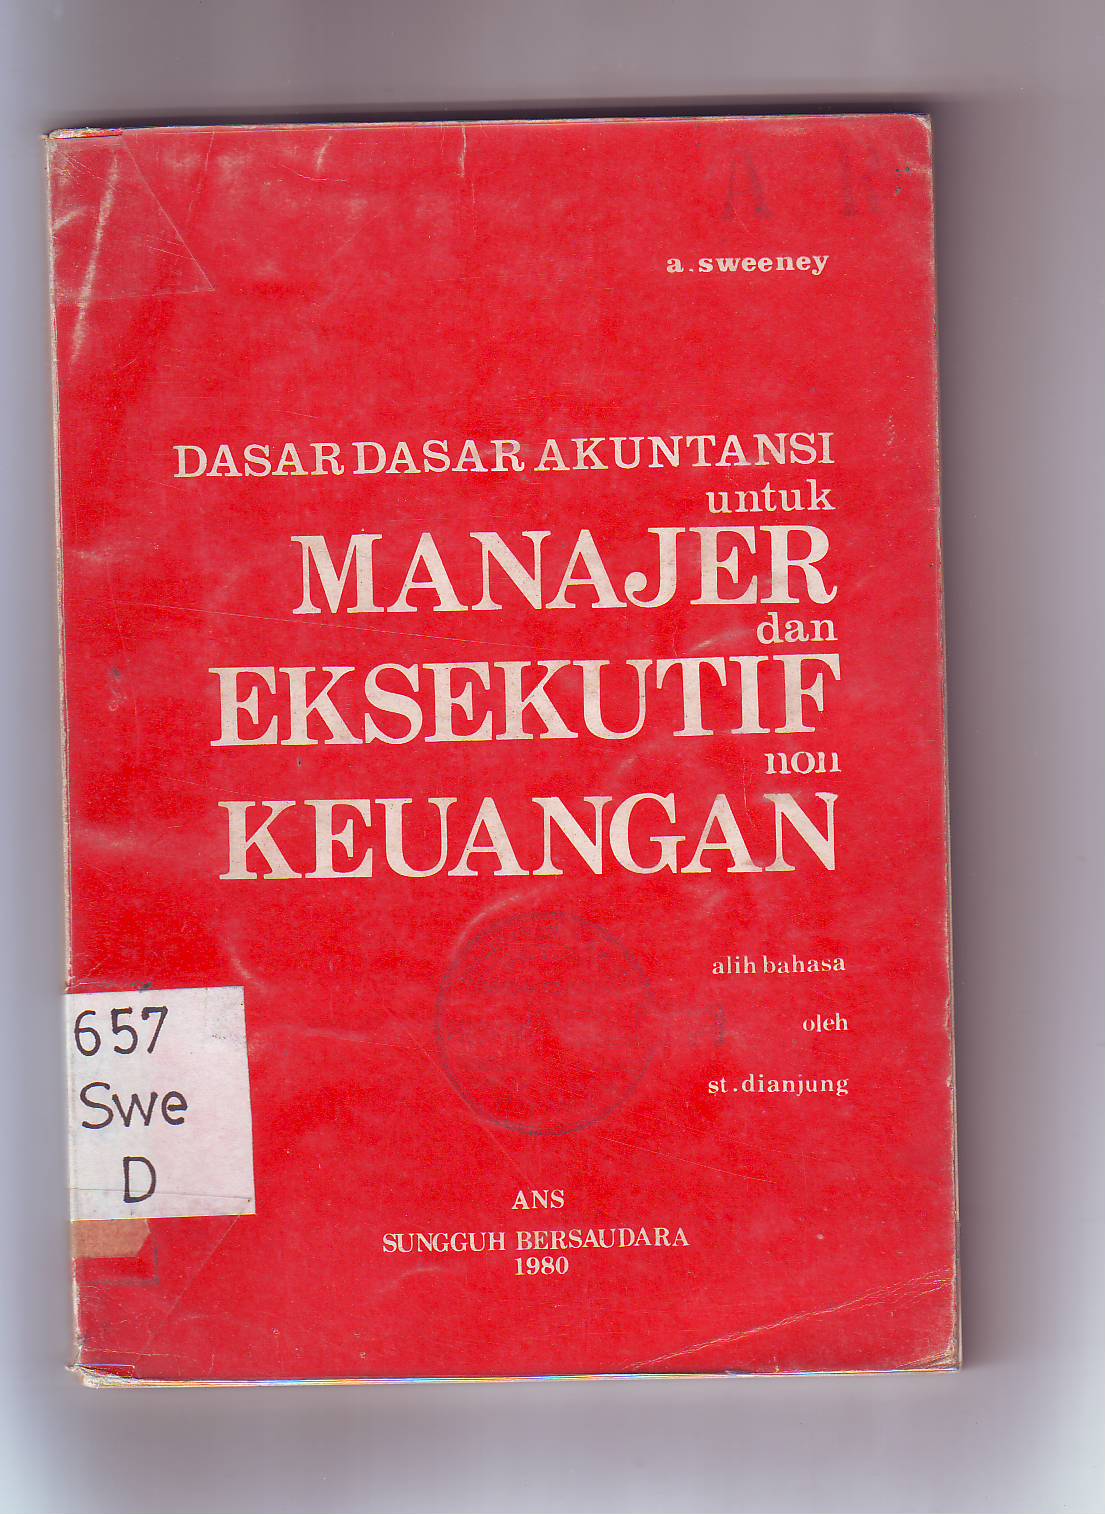 a.sweeney
DASAR DASAR AKUNTANSI
untuk
MANAJER
dan
EKSEKUTIF
non
KEUANGAN
alih bahasa
oleh
st.dianjung
657
Swe
D
ANS
SUNGGUH BERSAUDARA
1980